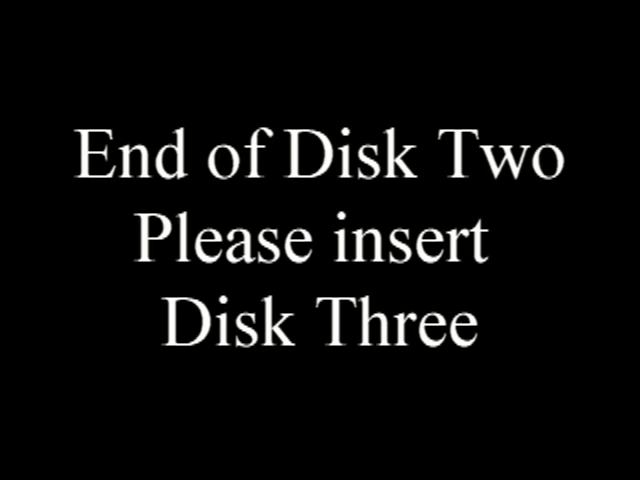 End of Disk Two
Please insert
Disk Three